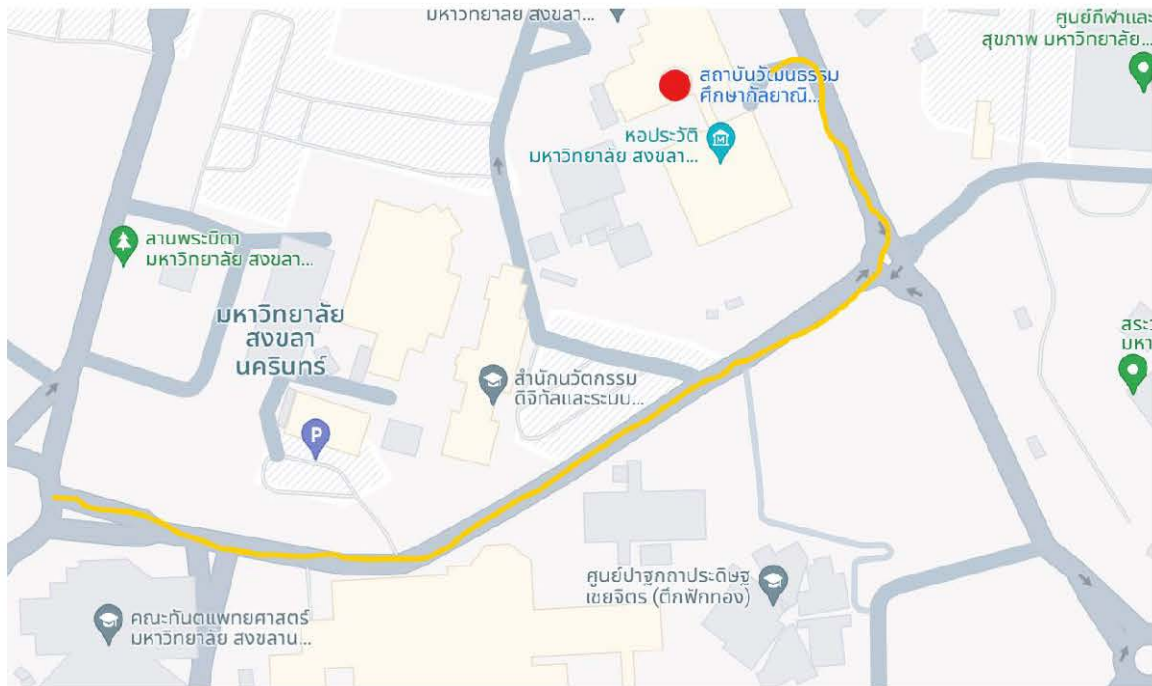 มหาวิทยาลัย สงขลา...
ศูนย์กีฬาและ
สุขภาพ มหาวิทยาลัย...
สถาบันวัฒนธรรม
ศึกษากัลยาณิ...
หอประวัติ
มหาวิทยาลัย สงขลา...
ลานพระบิดา
มหาวิทยาลัย สงขลา...
มหาวิทยาลัย
สงขลา
นครินทร์
สระว
มหา
สำนักนวัตกรรม
ดิจิทัลและระบบ...
P
ศูนย์ปาฐกถาประดิษฐ
เชยจิตร (ตึกฟักทอง)
คณะทันตแพทยศาสตร์
มหาวิทยาลัย สงขลาน...